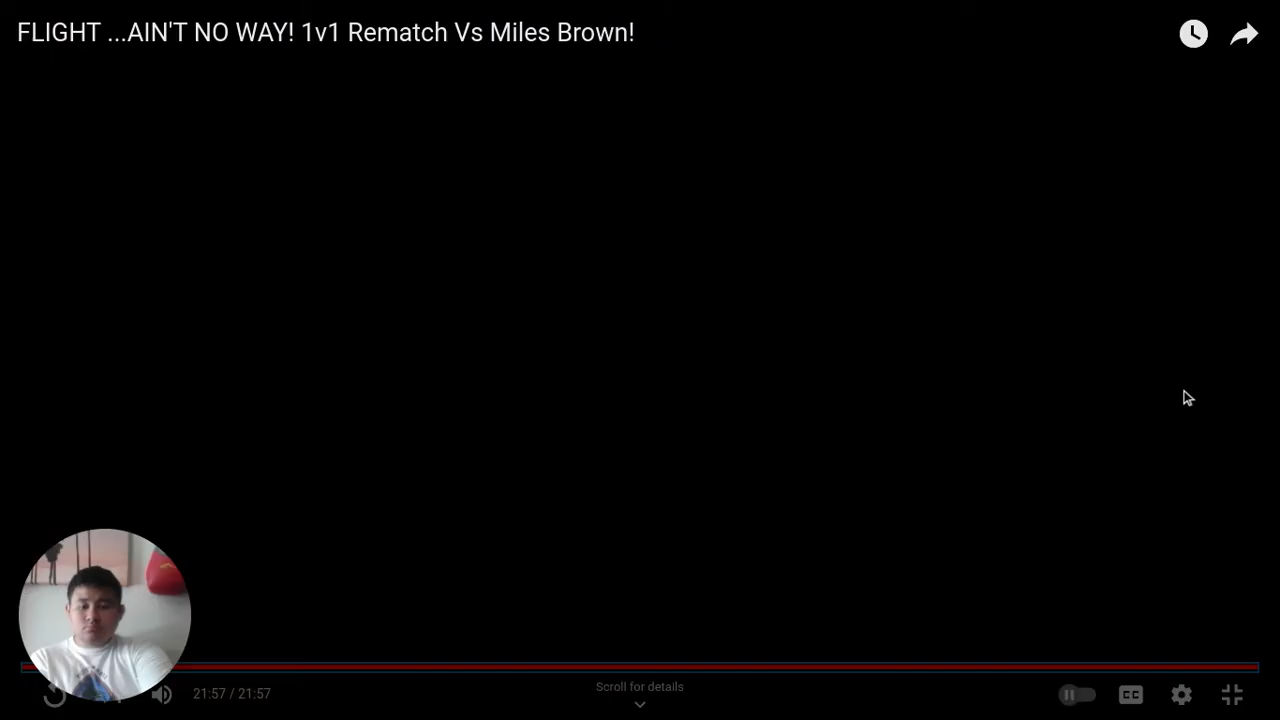 FLIGHT ...AIN'T NO WAY! 1v1 Rematch Vs Miles Brown!
21:57 / 21:57
Scroll for details
CC